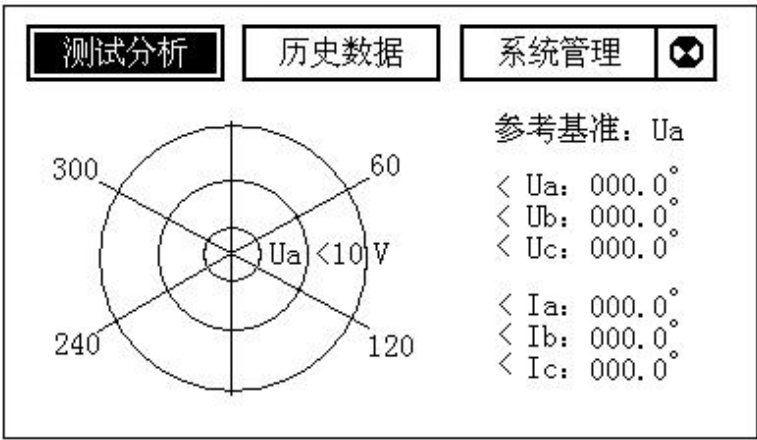 测试分析 历史数据 系统管理
参考基准：Ua
300 60
< Ua：000.0°
< Ub：000.0°
< Uc：000.0°
Ua <10 V
< Ia：000.0°
< Ib：000.0°
< Ic：000.0°
240 120